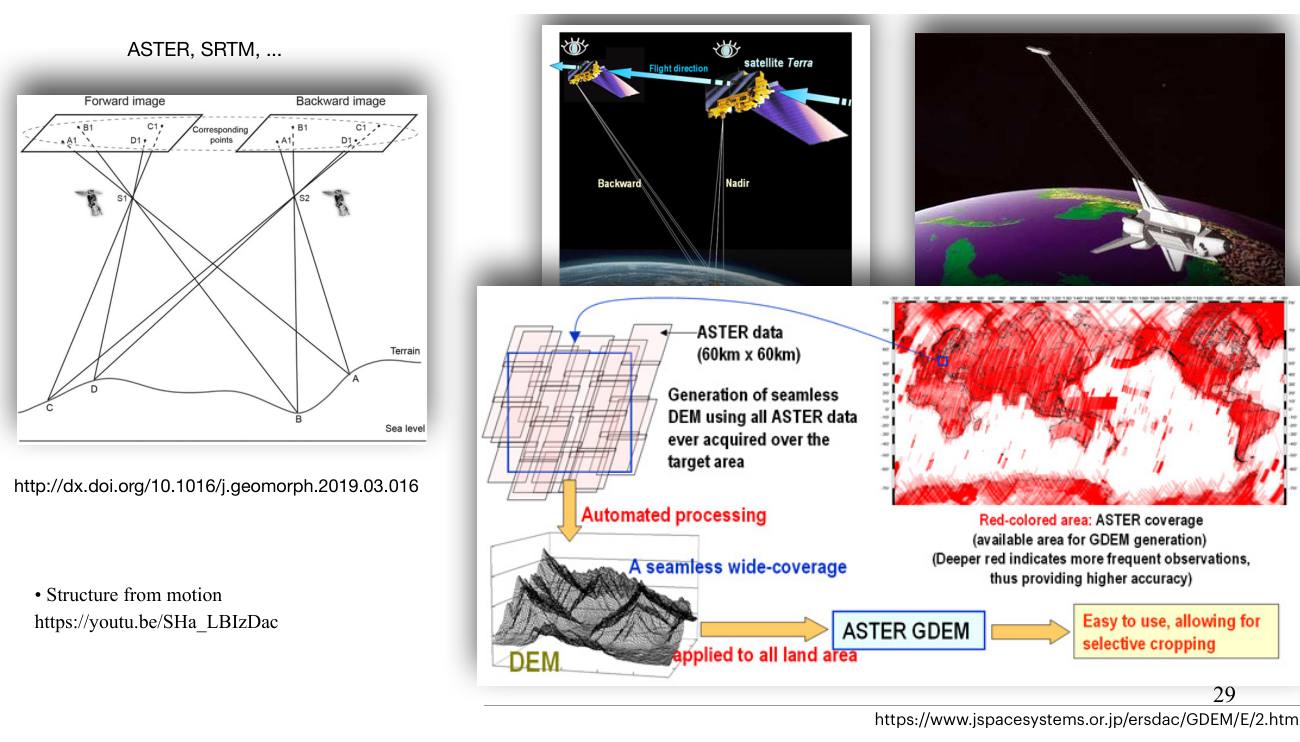 ASTER, SRTM, ...
Forward image
Backward image
B1
C1
A1
D1
Corresponding
points
B1
C1
A1
D1
S1
S2
Terrain
A
D
C
B
Sea level
http://dx.doi.org/10.1016/j.geomorph.2019.03.016
• Structure from motion
https://youtu.be/SHa_LBIzDac
Flight direction
satellite Terra
Backward
Nadir
ASTER data
(60km x 60km)
Generation of seamless
DEM using all ASTER data
ever acquired over the
target area
Automated processing
A seamless wide-coverage
DEM
applied to all land area
ASTER GDEM
Easy to use, allowing for
selective cropping
Red-colored area: ASTER coverage
(available area for GDEM generation)
(Deeper red indicates more frequent observations,
thus providing higher accuracy)
29
https://www.jspacesystems.or.jp/ersdac/GDEM/E/2.htm